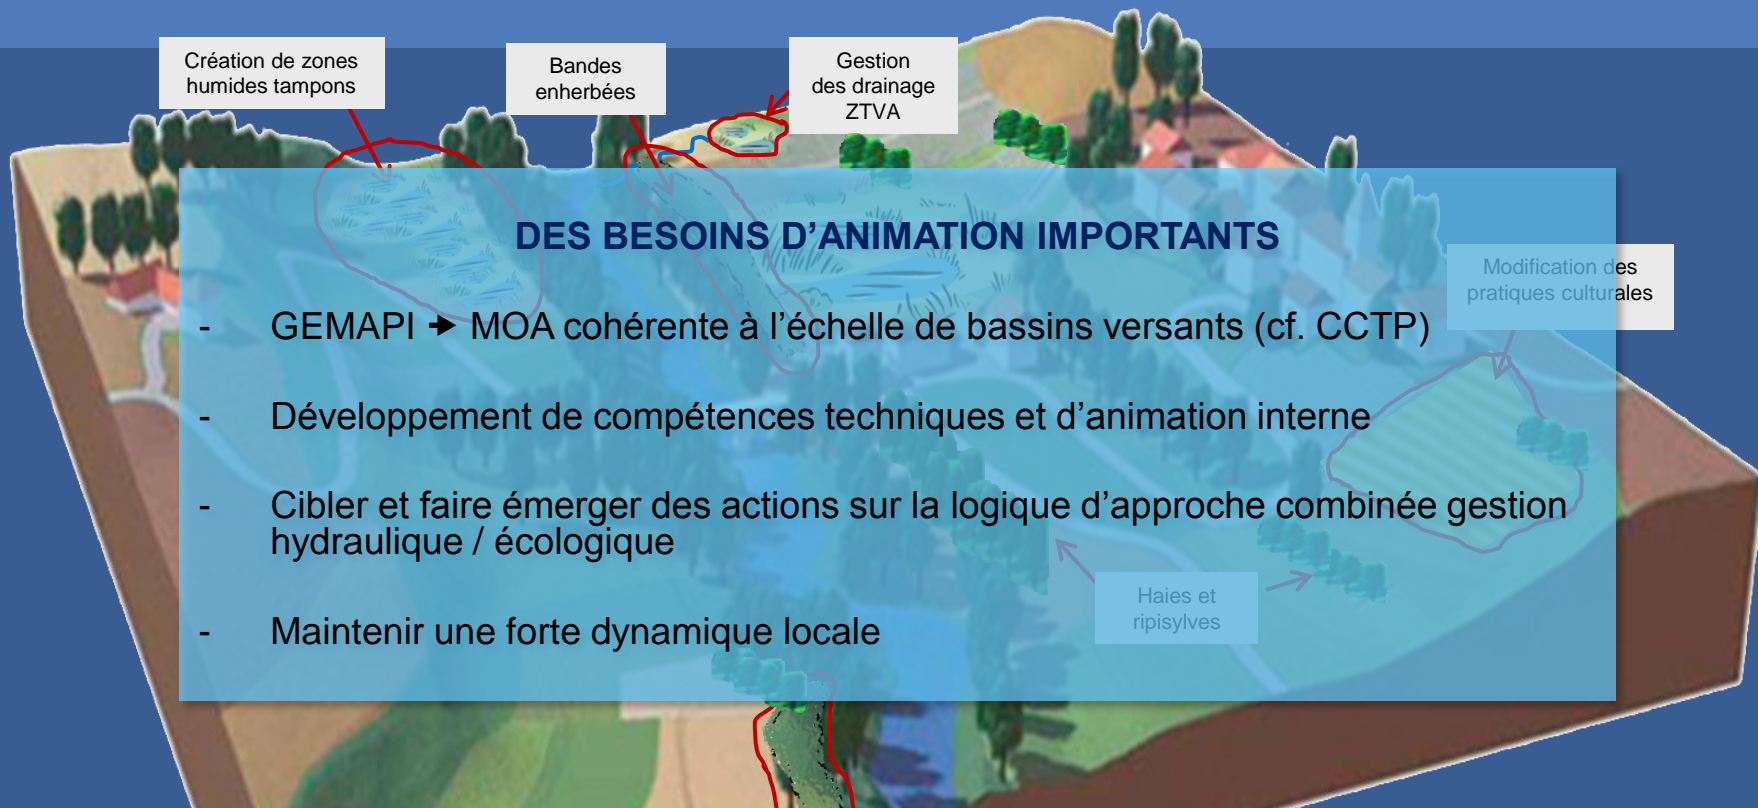 Création de zones
humides tampons
Bandes
enherbées
Gestion
des drainage
ZTVA
DES BESOINS D’ANIMATION IMPORTANTS
Modification des
pratiques culturales
- GEMAPI → MOA cohérente à l’échelle de bassins versants (cf. CCTP)
- Développement de compétences techniques et d’animation interne
- Cibler et faire émerger des actions sur la logique d’approche combinée gestion
hydraulique / écologique
Haies et
ripisylves
- Maintenir une forte dynamique locale